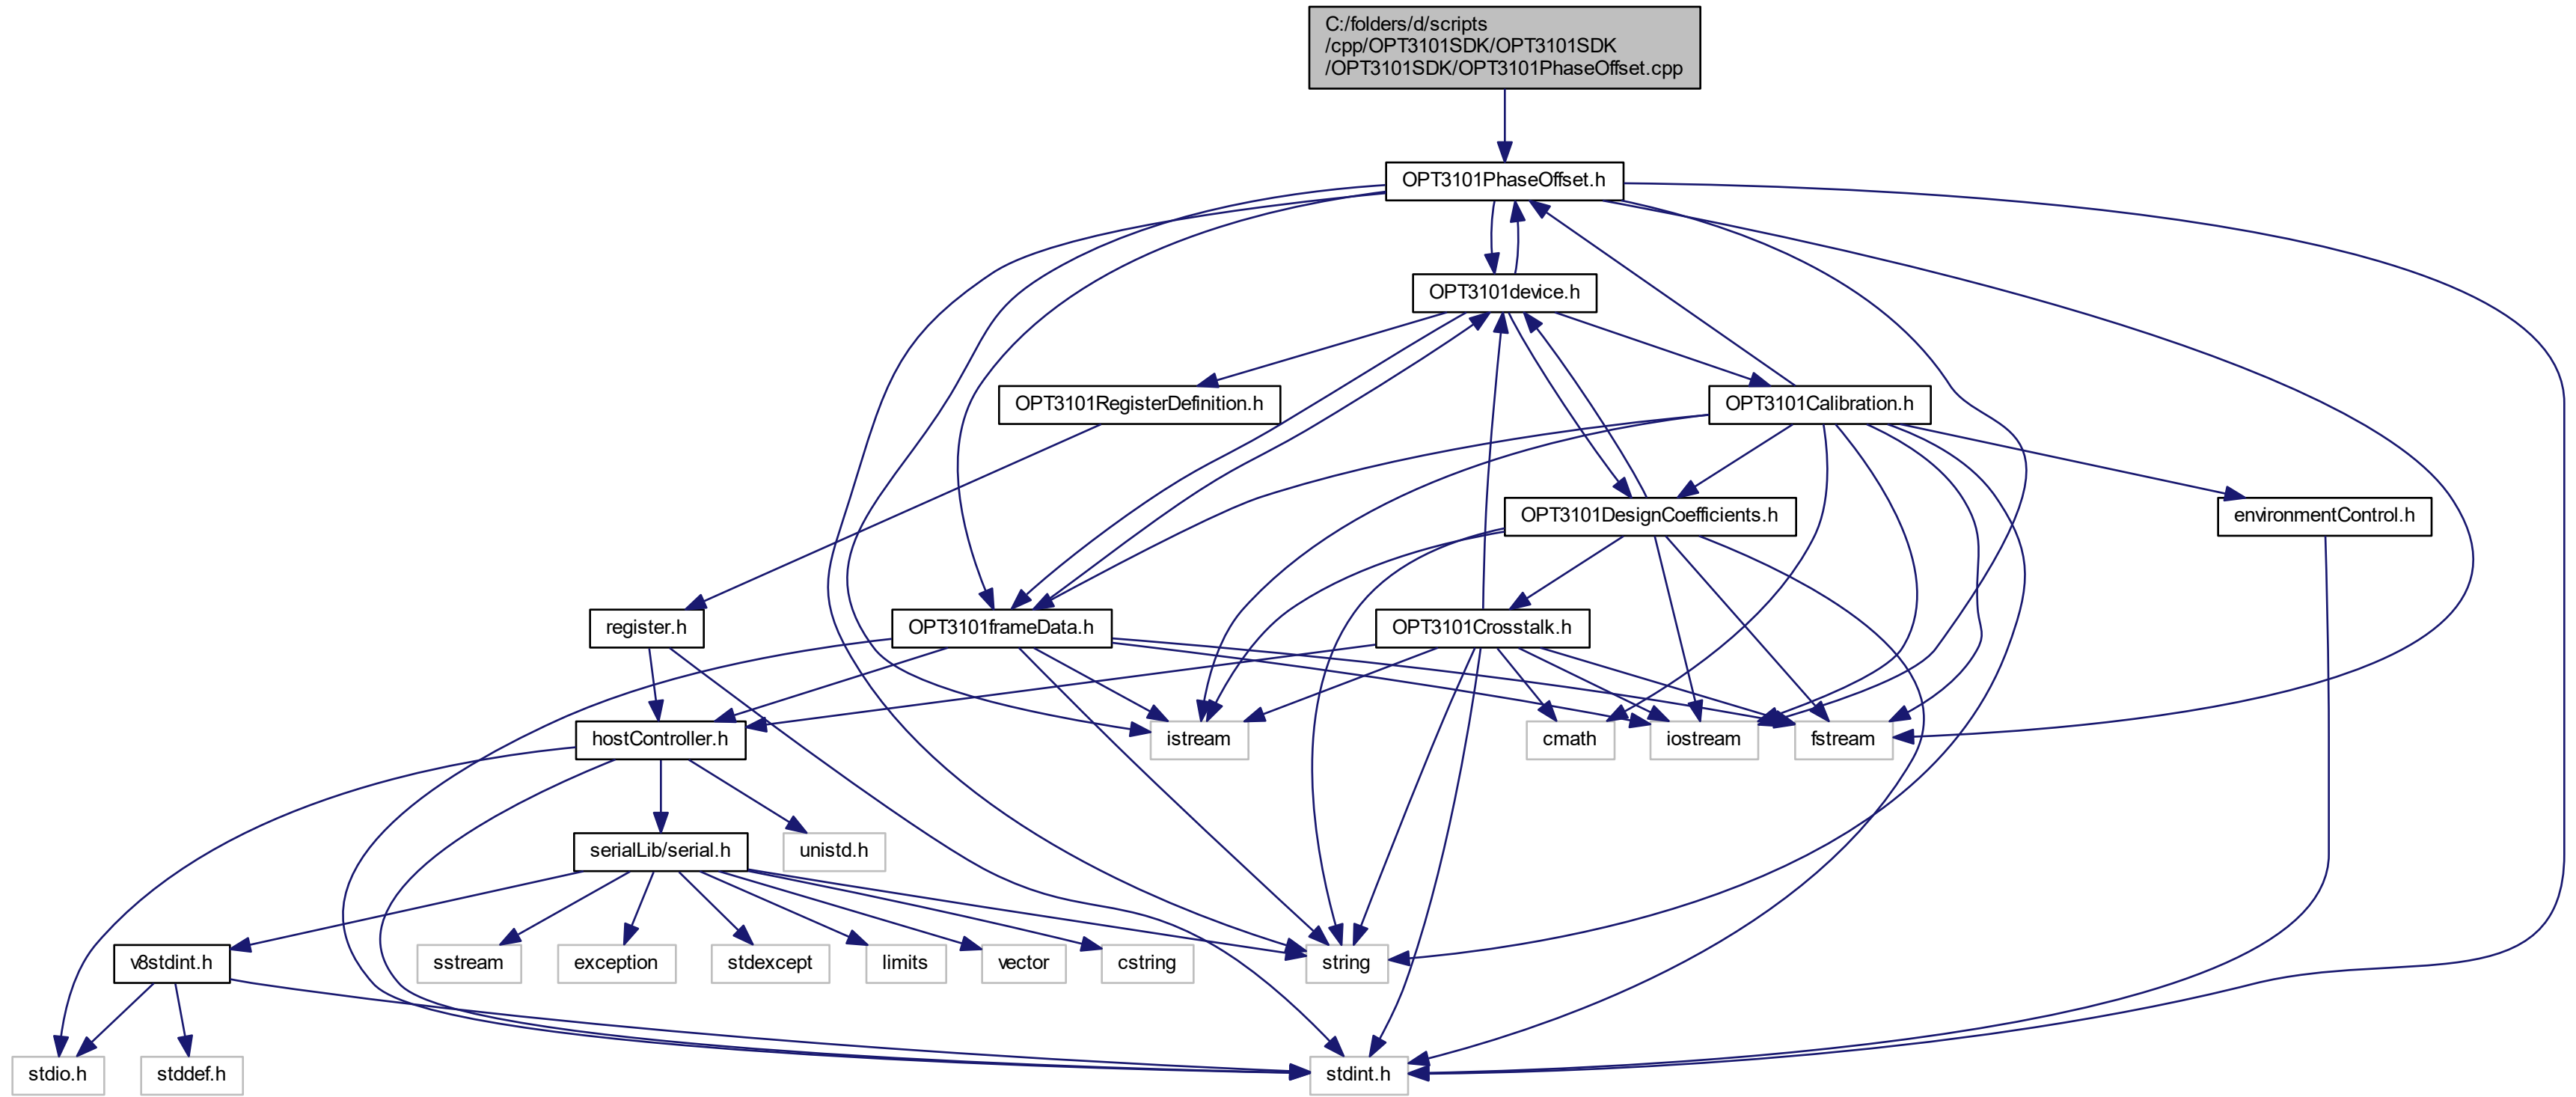 C:/folders/d/scripts
/cpp/OPT3101SDK/OPT3101SDK
/OPT3101SDK/OPT3101PhaseOffset.cpp
OPT3101PhaseOffset.h
OPT3101device.h
OPT3101RegisterDefinition.h
OPT3101Calibration.h
OPT3101DesignCoefficients.h
environmentControl.h
register.h
OPT3101frameData.h
OPT3101Crosstalk.h
hostController.h
istream
cmath
iostream
fstream
serialLib/serial.h
unistd.h
v8stdint.h
sstream
exception
stdexcept
limits
vector
cstring
string
stdio.h
stddef.h
stdint.h